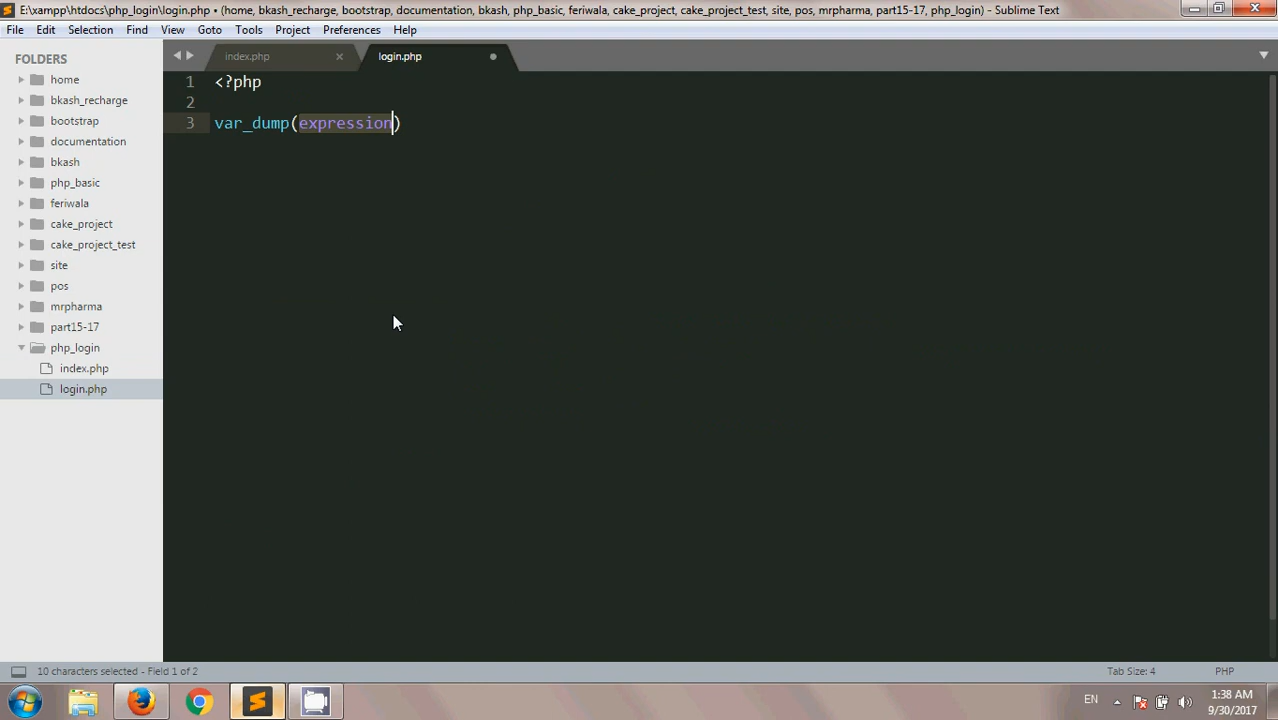 E:\xampp\htdocs\php_login\login.php • (home, bkash_recharge, bootstrap, documentation, bkash, php_basic, feriwala, cake_project, cake_project_test, site, pos, mrpharma, part15-17, php_login) - Sublime Text
File Edit Selection Find View Goto Tools Project Preferences Help
FOLDERS
home
bkash_recharge
bootstrap
documentation
bkash
php_basic
feriwala
cake_project
cake_project_test
site
pos
mrpharma
part15-17
php_login
index.php
login.php
index.php login.php
1 <?php
2
3 var_dump(expression)
10 characters selected - Field 1 of 2 Tab Size: 4 PHP
EN 1:38 AM
9/30/2017